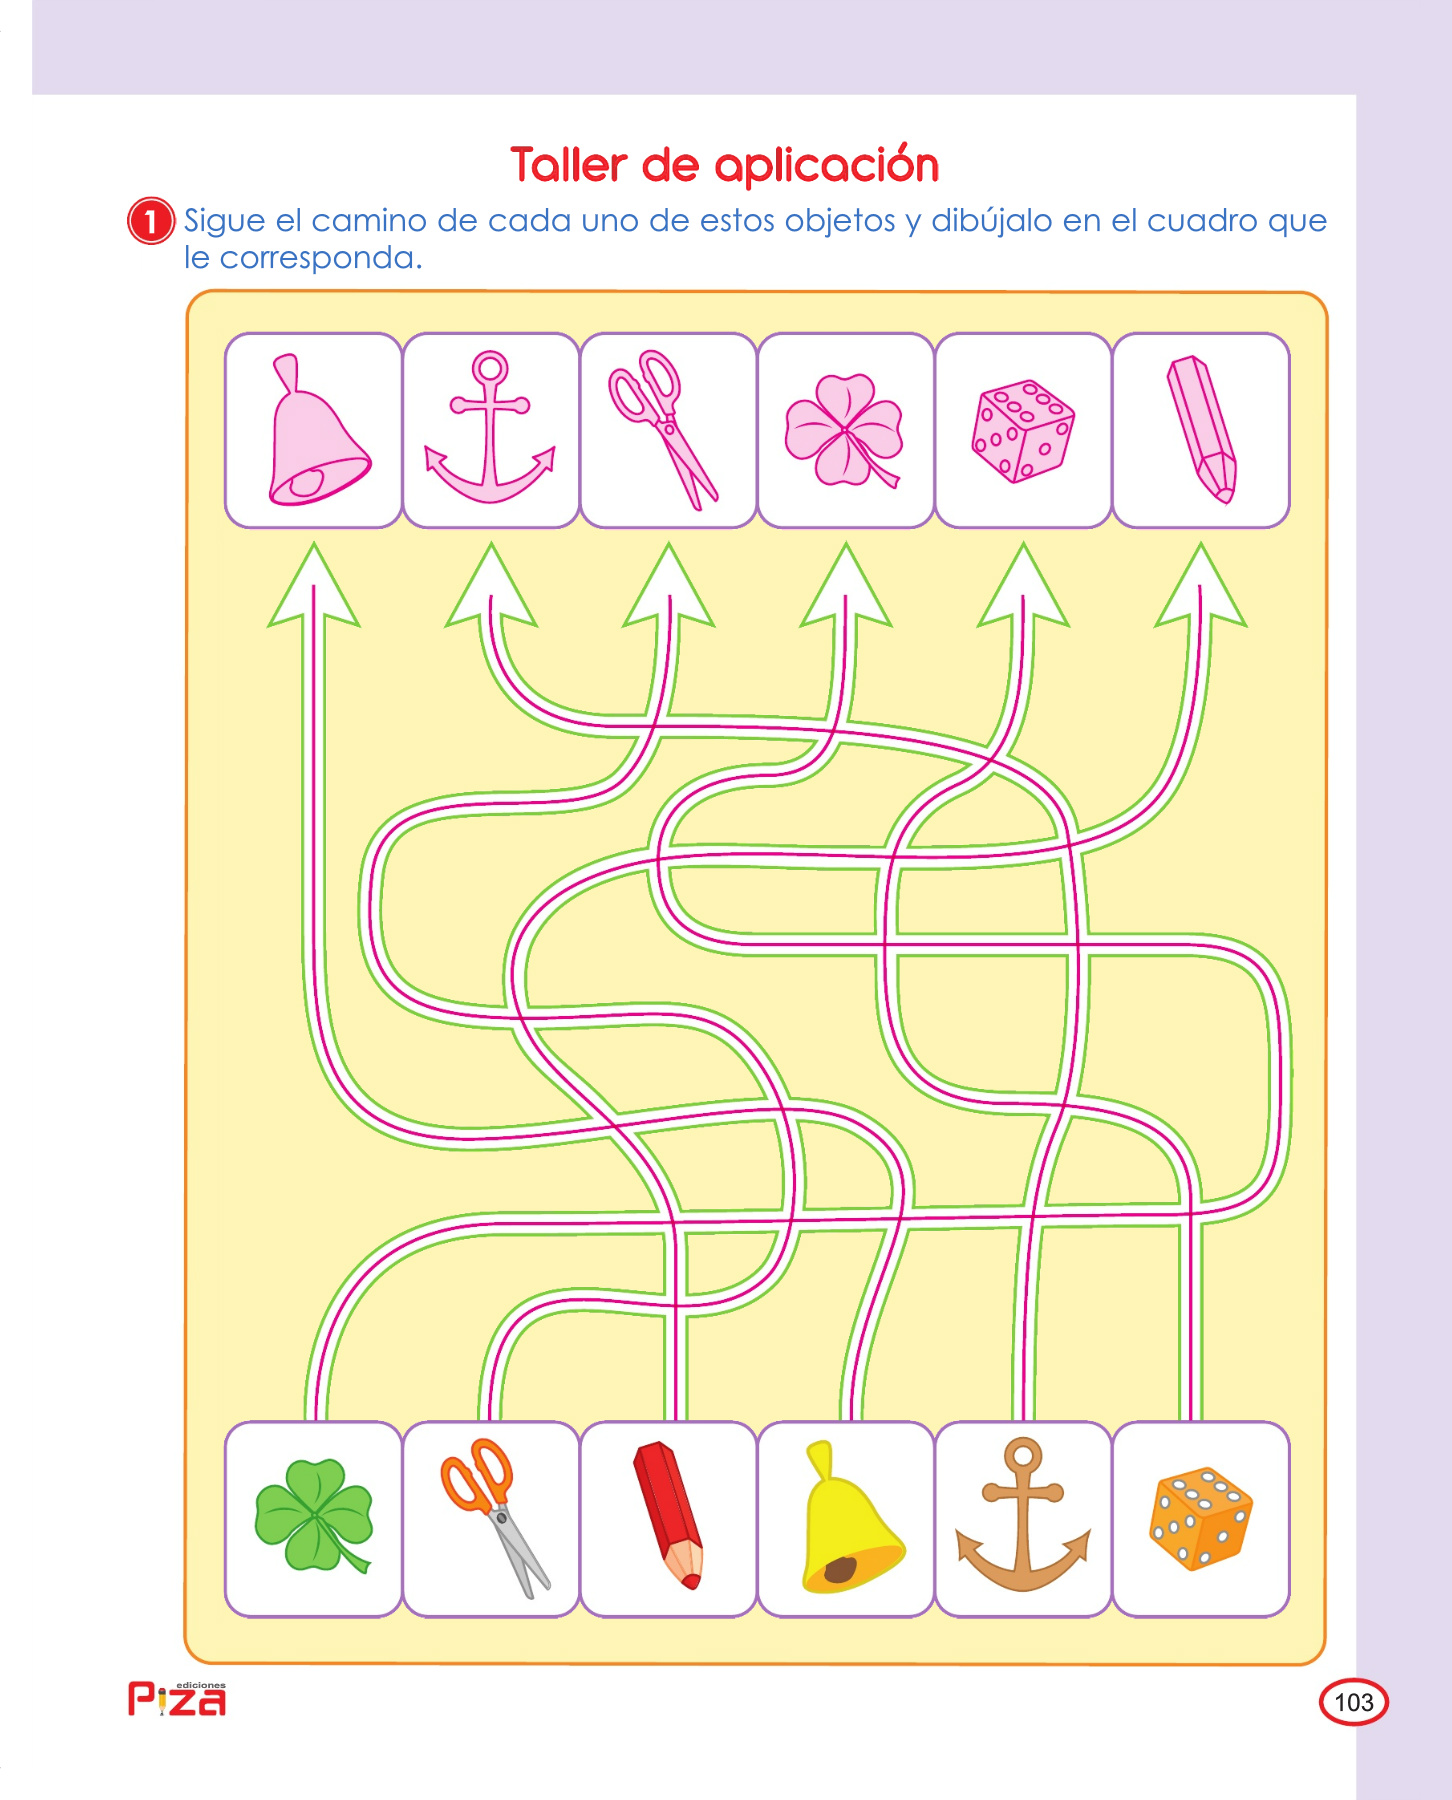 Taller de aplicación
1 Sigue el camino de cada uno de estos objetos y dibújalo en el cuadro que
le corresponda.
ediciones
Piza
103